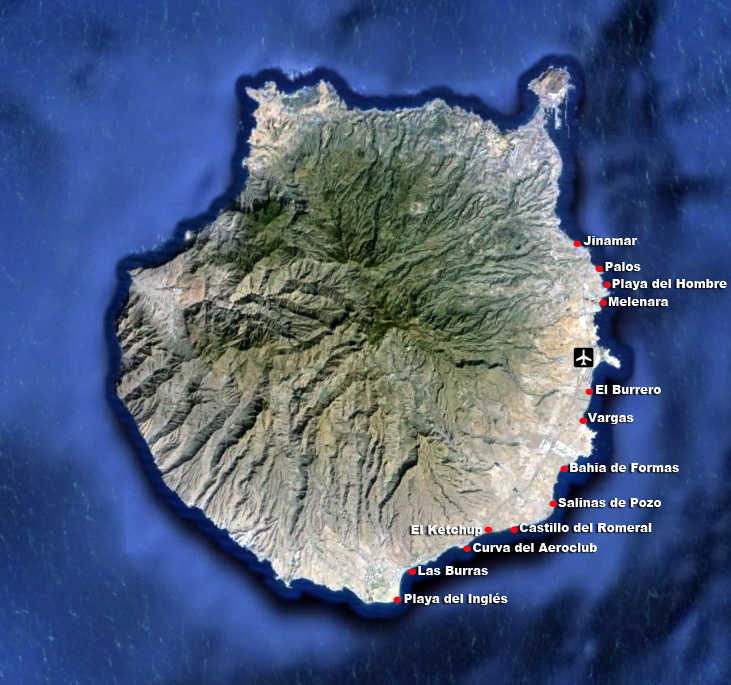 Jinamar
Palos
Playa del Hombre
Melenara
El Burrero
Vargas
Bahia de Formas
Salinas de Pozo
El Ketchup
Castillo del Romeral
Curva del Aeroclub
Las Burras
Playa del Inglés